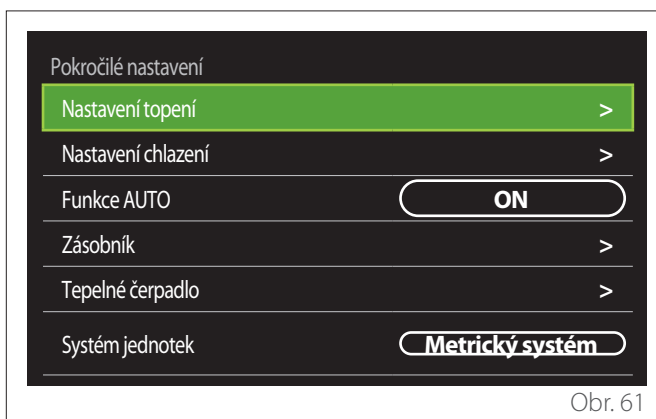 Pokročilé nastavení
Nastavení topení >
Nastavení chlazení >
Funkce AUTO ON
Zásobník >
Tepelné čerpadlo >
Systém jednotek Metrický systém
Obr. 61